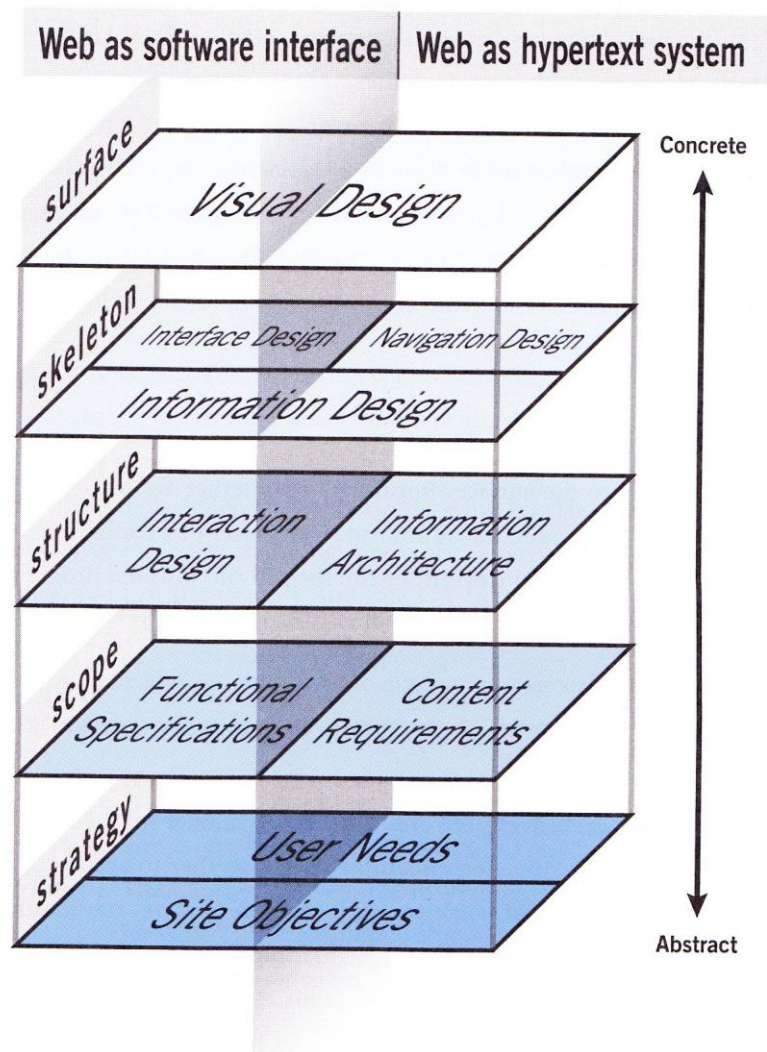 Web as software interface
Web as hypertext system
Concrete
surface
Visual Design
skeleton
Interface Design
Navigation Design
Information Design
structure
Interaction
Design
Information
Architecture
scope
Functional
Specifications
Content
Requirements
strategy
User Needs
Site Objectives
Abstract